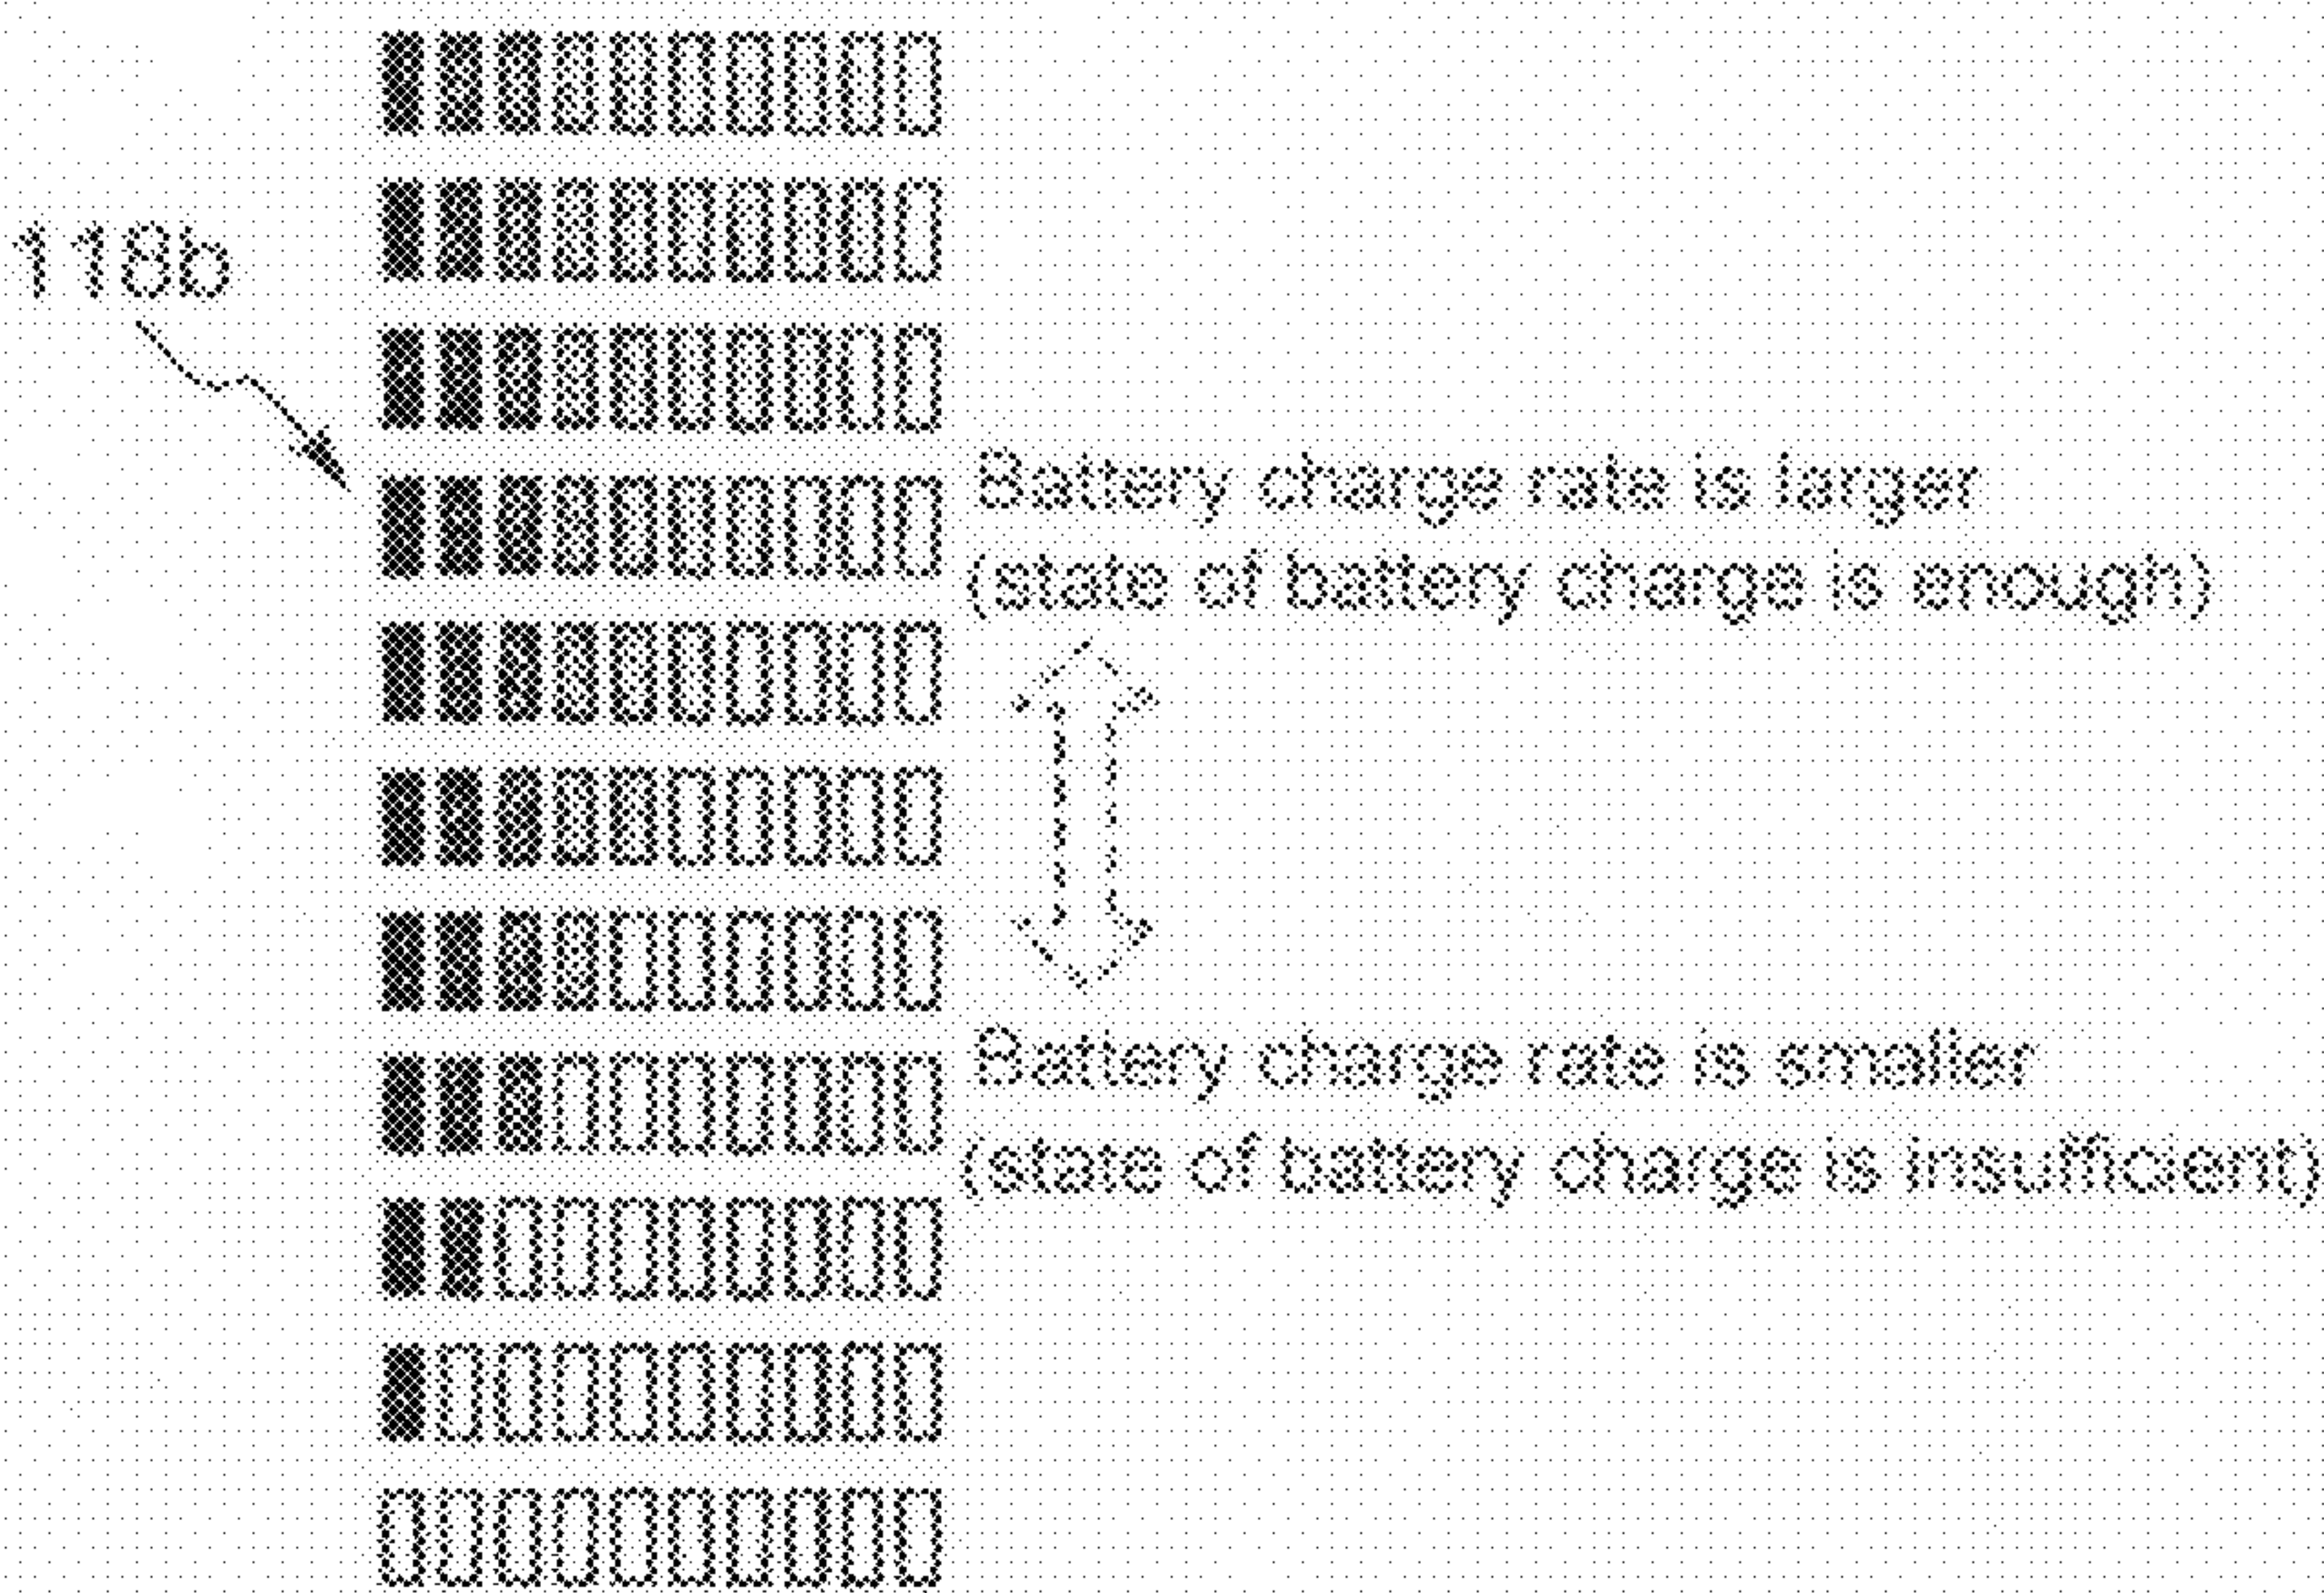 118b
Battery charge rate is larger
(state of battery charge is enough)
Battery charge rate is smaller
(state of battery charge is insufficient)